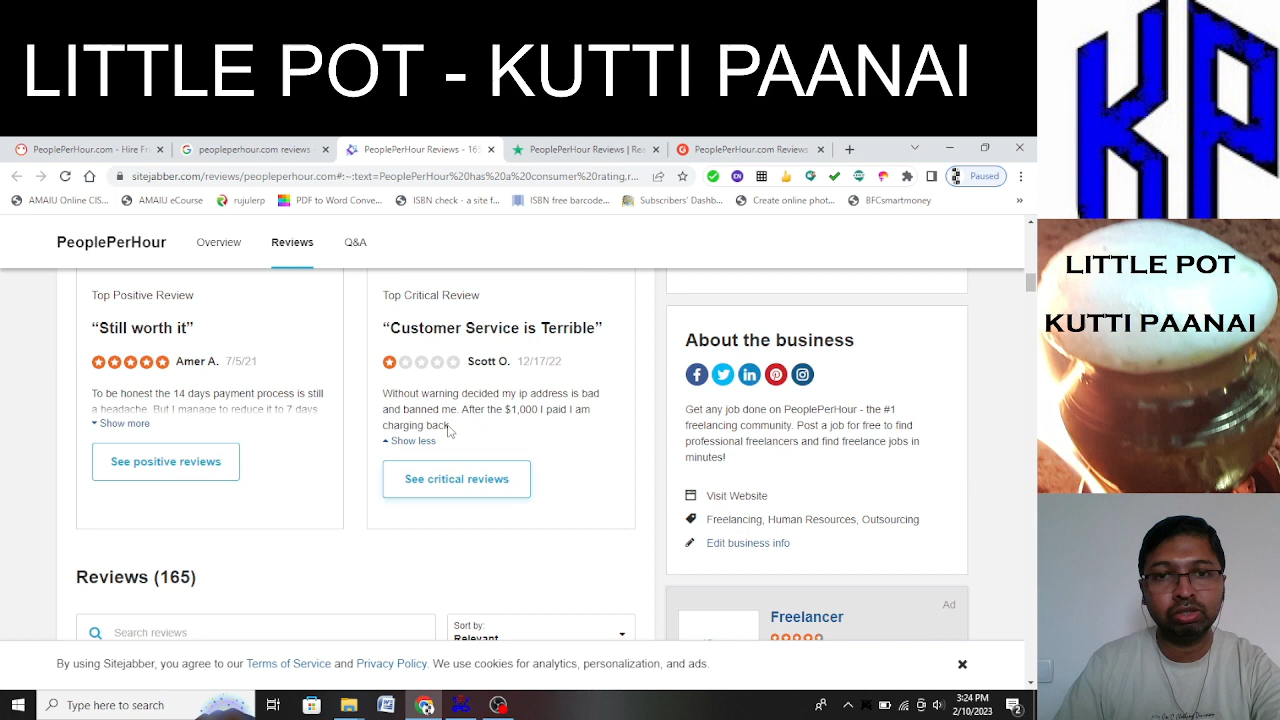 LITTLE POT - KUTTI PAANAI
KP
PeoplePerHour.com - Hire Fr
peopleperhour.com reviews
PeoplePerHour Reviews - 16
PeoplePerHour Reviews | Rea
PeoplePerHour.com Reviews
sitejabber.com/reviews/peopleperhour.com#:~:text=PeoplePerHour%20has%20a%20consumer%20rating,r...
Paused
AMAIU Online CIS...
AMAIU eCourse
rujulerp
PDF to Word Conve...
ISBN check - a site f...
ISBN free barcode...
Subscribers' Dashb...
Create online phot...
BFCsmartmoney
»
PeoplePerHour
Overview
Reviews
Q&A
Top Positive Review
“Still worth it”
Amer A. 7/5/21
To be honest the 14 days payment process is still
a headache. But I manage to reduce it to 7 days
Show more
See positive reviews
Top Critical Review
“Customer Service is Terrible”
Scott O. 12/17/22
Without warning decided my ip address is bad
and banned me. After the $1,000 I paid I am
charging back.
Show less
See critical reviews
Reviews (165)
Search reviews
Sort by:
Relevant
About the business
Get any job done on PeoplePerHour - the #1
freelancing community. Post a job for free to find
professional freelancers and find freelance jobs in
minutes!
Visit Website
Freelancing, Human Resources, Outsourcing
Edit business info
Ad
Freelancer
By using Sitejabber, you agree to our Terms of Service and Privacy Policy. We use cookies for analytics, personalization, and ads.
Type here to search
3:24 PM
2/10/2023
LITTLE POT
KUTTI PAANAI